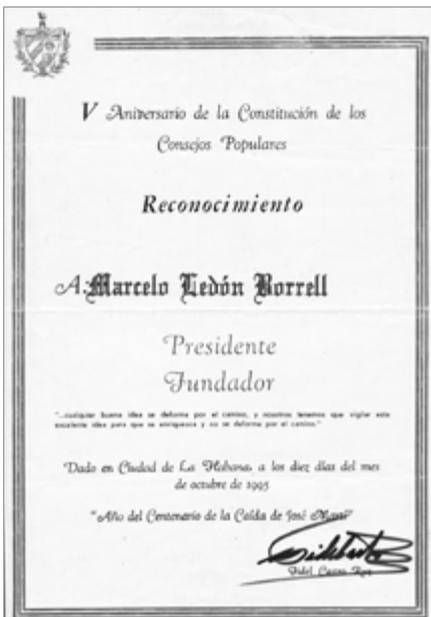 V Aniversario de la Constitución de los
Consejos Populares
Reconocimiento
A: Marcelo Ledón Borrell
Presidente
Fundador
"...cualquier buena idea se deforma por el camino, y nosotros tenemos que vigilar esta
excelente idea para que se enriquezca y no se deforme por el camino."
Dado en Ciudad de La Habana, a los diez días del mes
de octubre de 1995
"Año del Centenario de la Caída de José Martí"
Fidel Castro Ruz